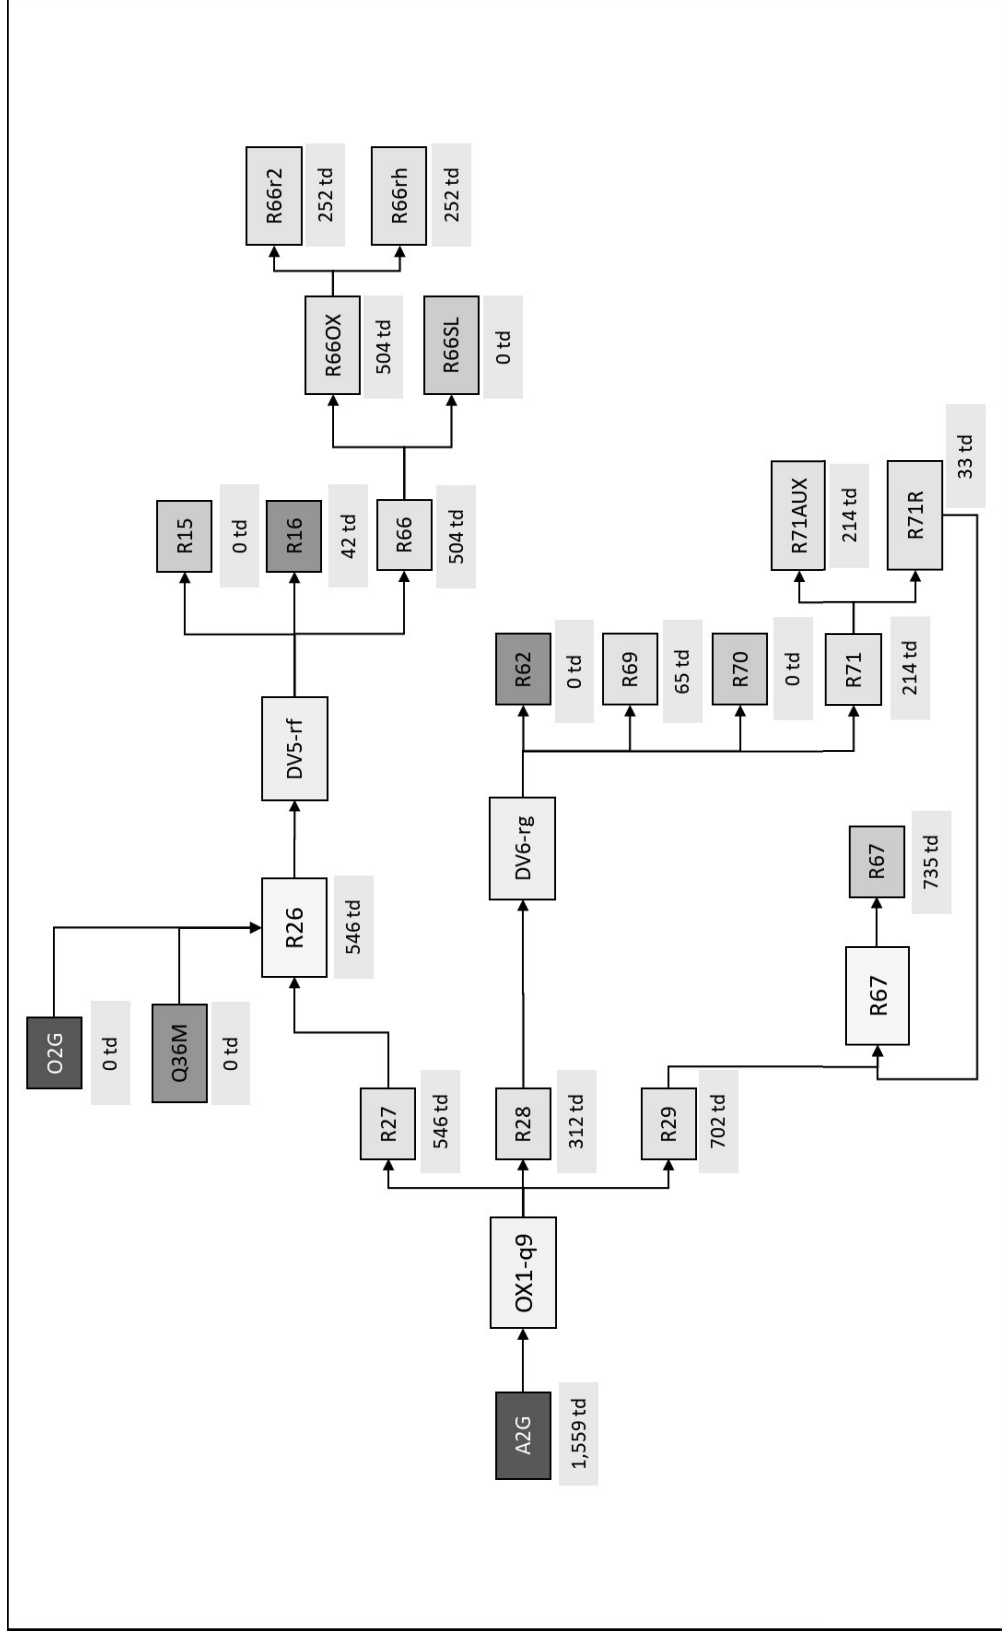 O2G
0 td
Q36M
0 td
R26
546 td
DV5-rf
R15
0 td
R16
42 td
R66
504 td
R66OX
504 td
R66SL
0 td
R66r2
252 td
R66rh
252 td
R27
546 td
A2G
1,559 td
OX1-q9
R28
312 td
DV6-rg
R62
0 td
R69
65 td
R70
0 td
R71
214 td
R71AUX
214 td
R71R
33 td
R29
702 td
R67
R67
735 td